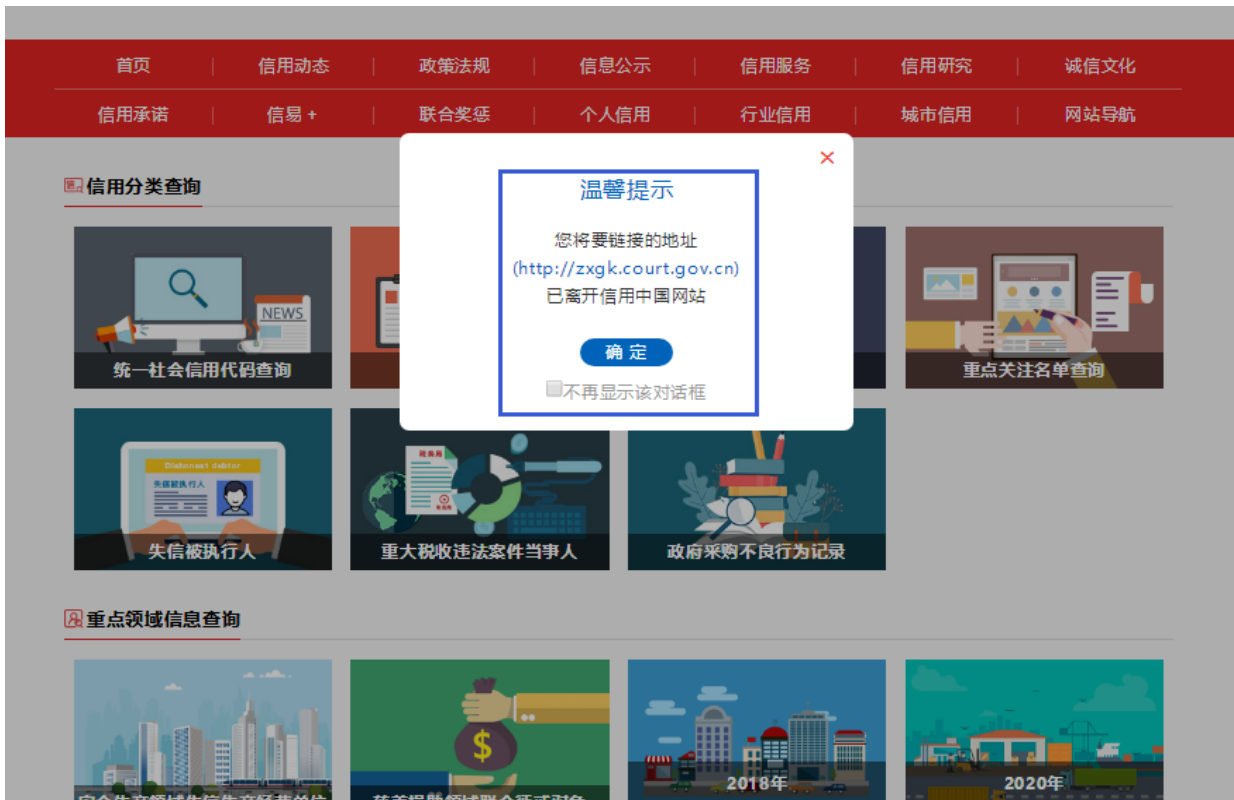 首页
信用动态
政策法规
信息公示
信用服务
信用研究
诚信文化
信用承诺
信易 +
联合奖惩
个人信用
行业信用
城市信用
网站导航
信用分类查询
温馨提示
您将要链接的地址
(http://zxgk.court.gov.cn)
已离开信用中国网站
确 定
不再显示该对话框
NEWS
统一社会信用代码查询
重点关注名单查询
Dishonest debtor
失信被执行人
失信被执行人
重大税收违法案件当事人
政府采购不良行为记录
重点领域信息查询
$
2018年
2020年